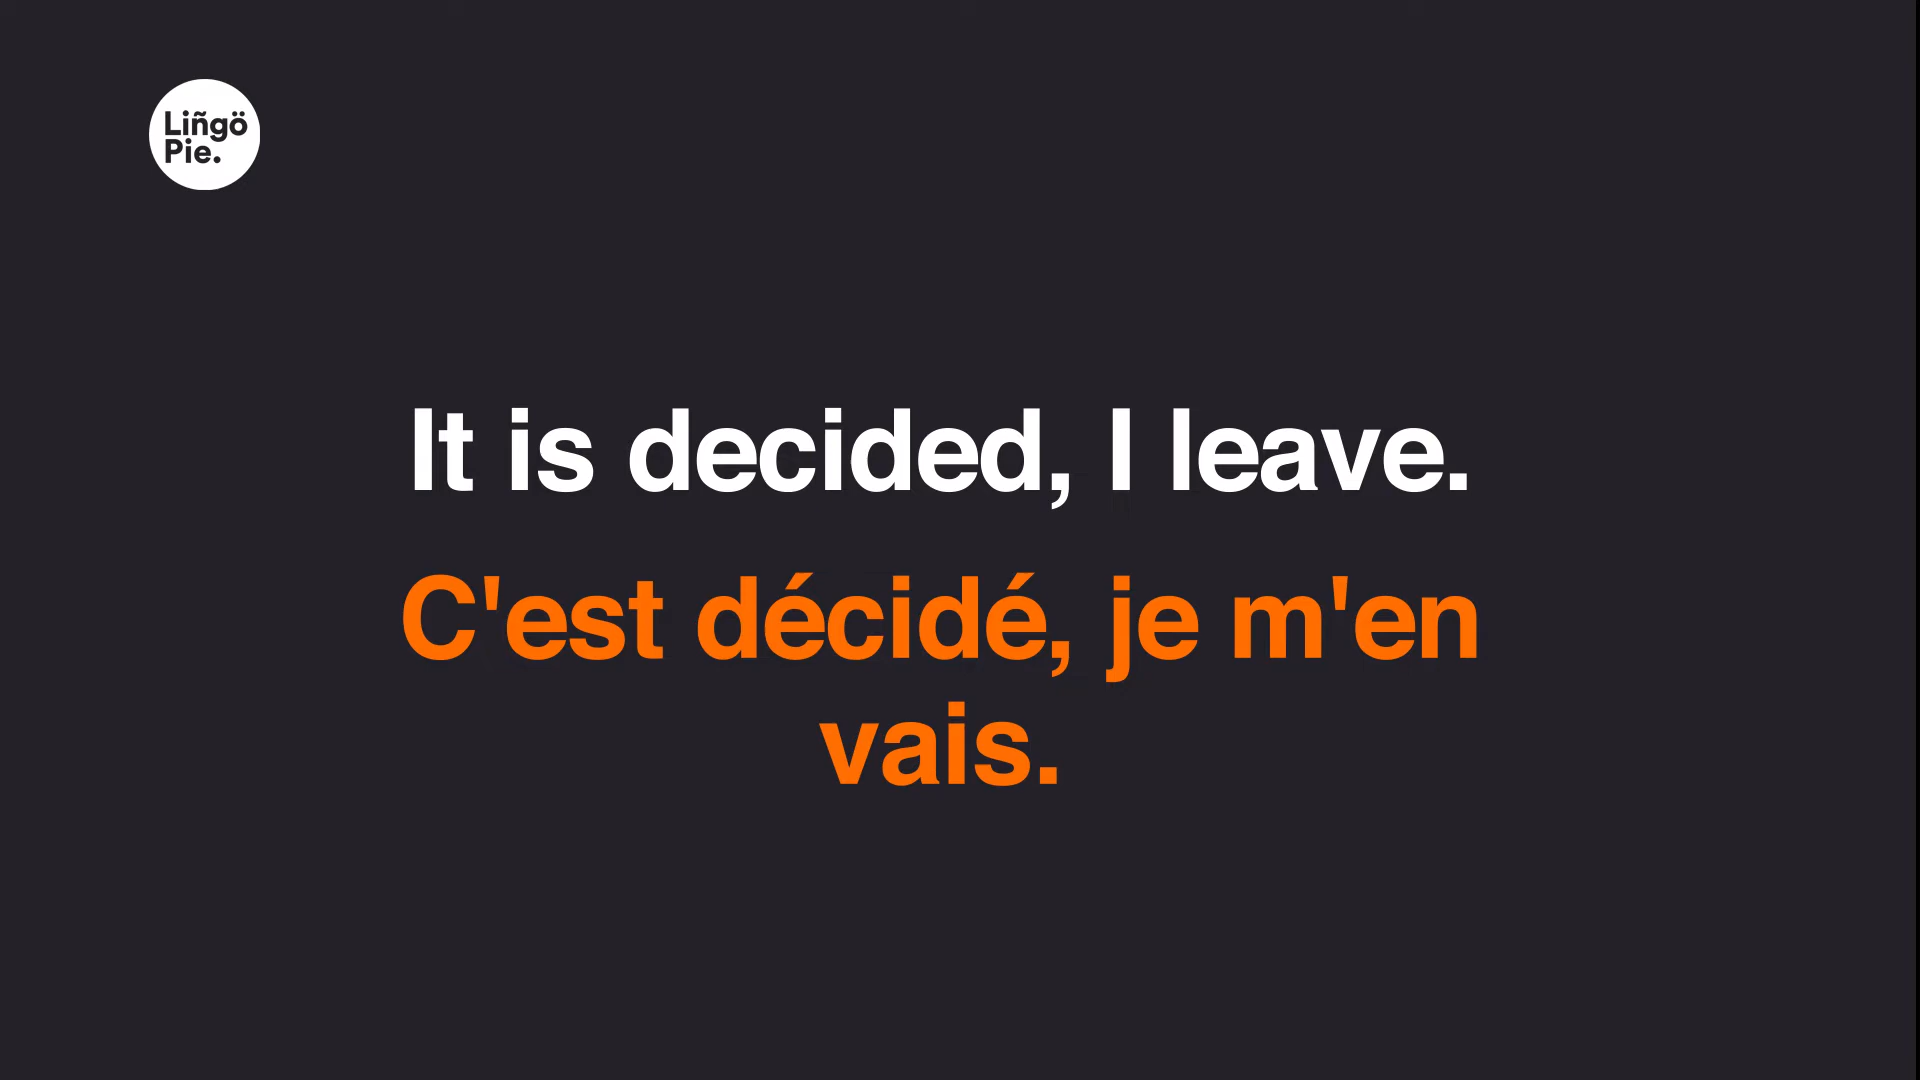 Liñgö
Pie.
It is decided, I leave.
C'est décidé, je m'en
vais.